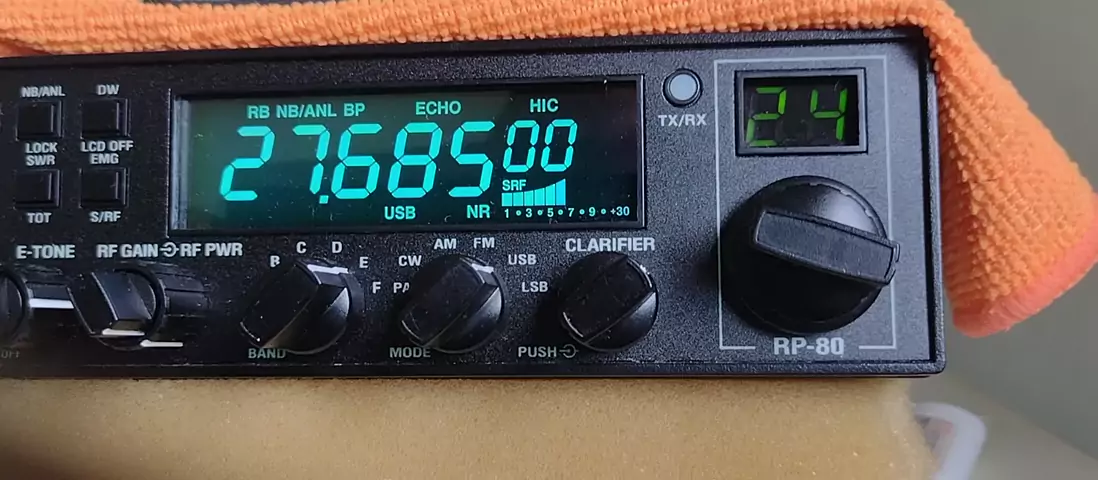 NB/ANL DW
LOCK
SWR
LCD OFF
EMG
TOT S/RF
RB NB/ANL BP ECHO HIC
27.68500
SRF
1 • 3 • 5 • 7 • 9 • +30
USB NR
TX/RX
24
E-TONE RF GAIN RF PWR
B C D E F
BAND
PA CW AM FM USB LSB
MODE
CLARIFIER
PUSH
OFF
RP-80